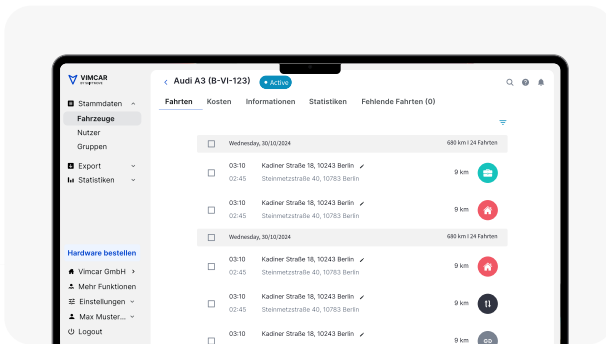 VIMCAR
BY SHIFTMOVE
Audi A3 (B-VI-123)
Active
Fahrten Kosten Informationen Statistiken Fehlende Fahrten (0)
Stammdaten
Fahrzeuge
Nutzer
Gruppen
Export
Statistiken
Hardware bestellen
Vimcar GmbH
Mehr Funktionen
Einstellungen
Max Muster...
Logout
Wednesday, 30/10/2024 680 km I 24 Fahrten
03:10 Kadiner Straße 18, 10243 Berlin
02:45 Steinmetzstraße 40, 10783 Berlin
9 km
03:10 Kadiner Straße 18, 10243 Berlin
02:45 Steinmetzstraße 40, 10783 Berlin
9 km
Wednesday, 30/10/2024 680 km I 24 Fahrten
03:10 Kadiner Straße 18, 10243 Berlin
02:45 Steinmetzstraße 40, 10783 Berlin
9 km
03:10 Kadiner Straße 18, 10243 Berlin
02:45 Steinmetzstraße 40, 10783 Berlin
9 km
03:10 Kadiner Straße 18, 10243 Berlin
9 km